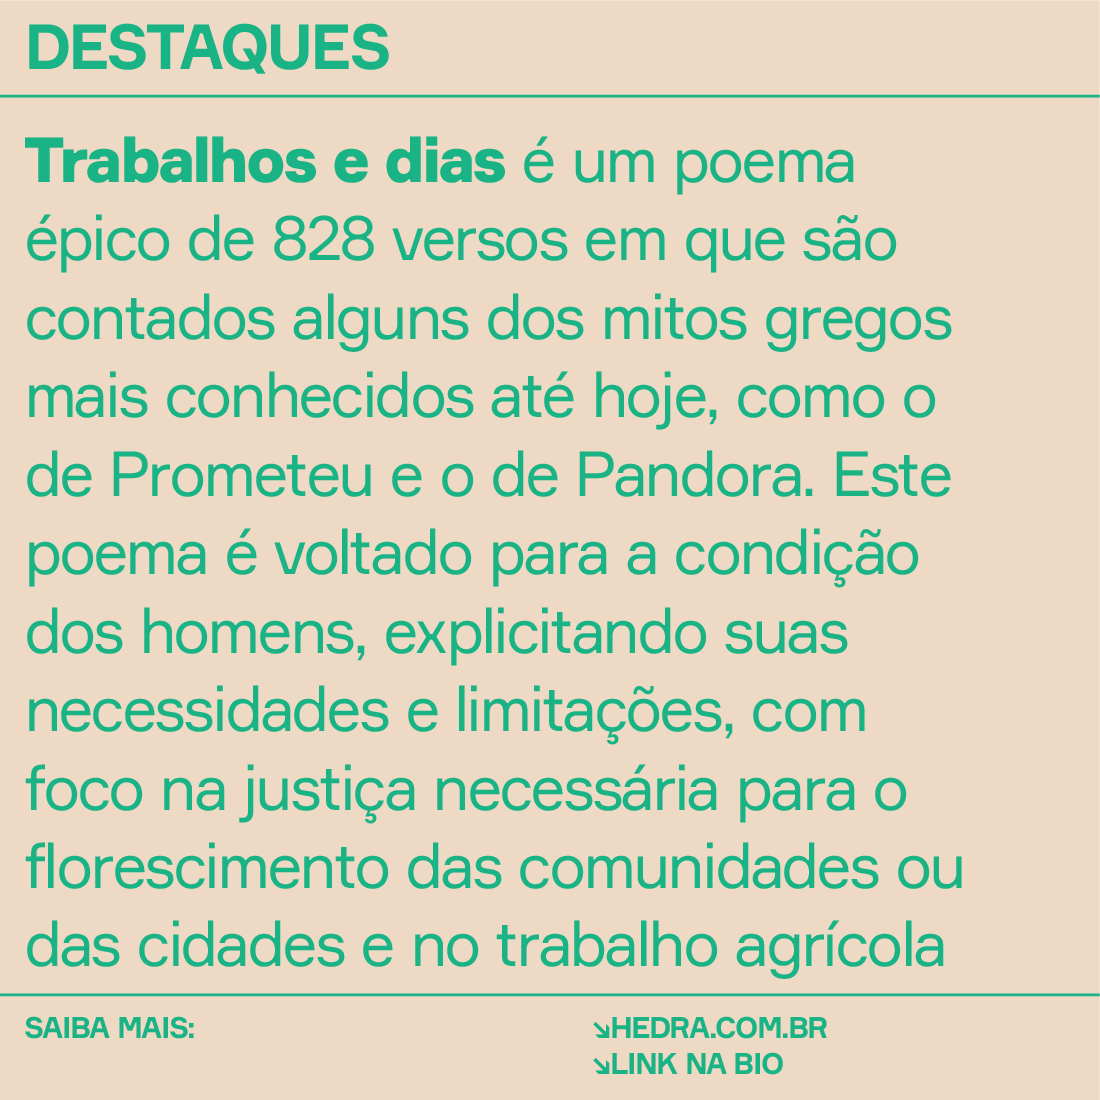 DESTAQUES
Trabalhos e dias é um poema
épico de 828 versos em que são
contados alguns dos mitos gregos
mais conhecidos até hoje, como o
de Prometeu e o de Pandora. Este
poema é voltado para a condição
dos homens, explicitando suas
necessidades e limitações, com
foco na justiça necessária para o
florescimento das comunidades ou
das cidades e no trabalho agrícola
SAIBA MAIS:
↘HEDRA.COM.BR
↘LINK NA BIO